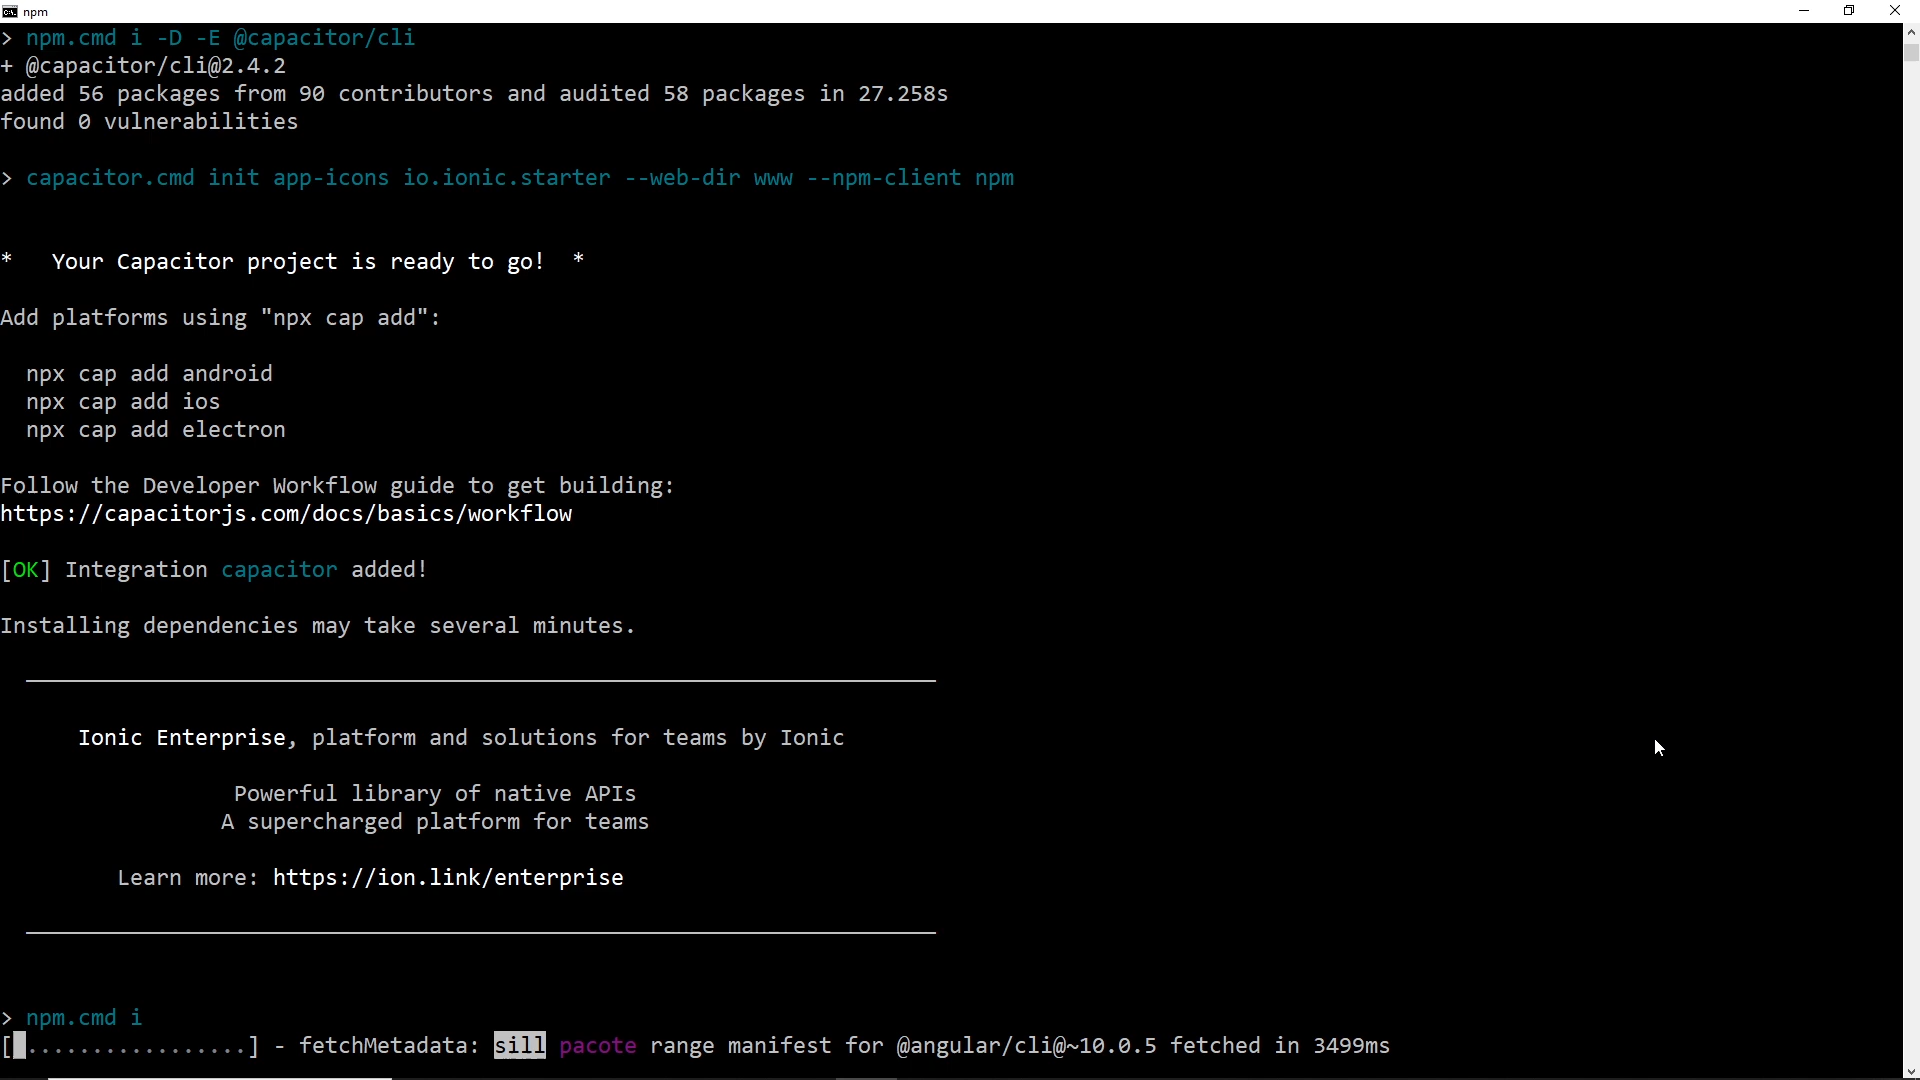 npm
> npm.cmd i -D -E @capacitor/cli
+ @capacitor/cli@2.4.2
added 56 packages from 90 contributors and audited 58 packages in 27.258s
found 0 vulnerabilities
> capacitor.cmd init app-icons io.ionic.starter --web-dir www --npm-client npm
*   Your Capacitor project is ready to go!  *
Add platforms using "npx cap add":
npx cap add android
npx cap add ios
npx cap add electron
Follow the Developer Workflow guide to get building:
https://capacitorjs.com/docs/basics/workflow
[OK] Integration capacitor added!
Installing dependencies may take several minutes.
Ionic Enterprise, platform and solutions for teams by Ionic
Powerful library of native APIs
A supercharged platform for teams
Learn more: https://ion.link/enterprise
> npm.cmd i
[ .................] - fetchMetadata: sill pacote range manifest for @angular/cli@~10.0.5 fetched in 3499ms